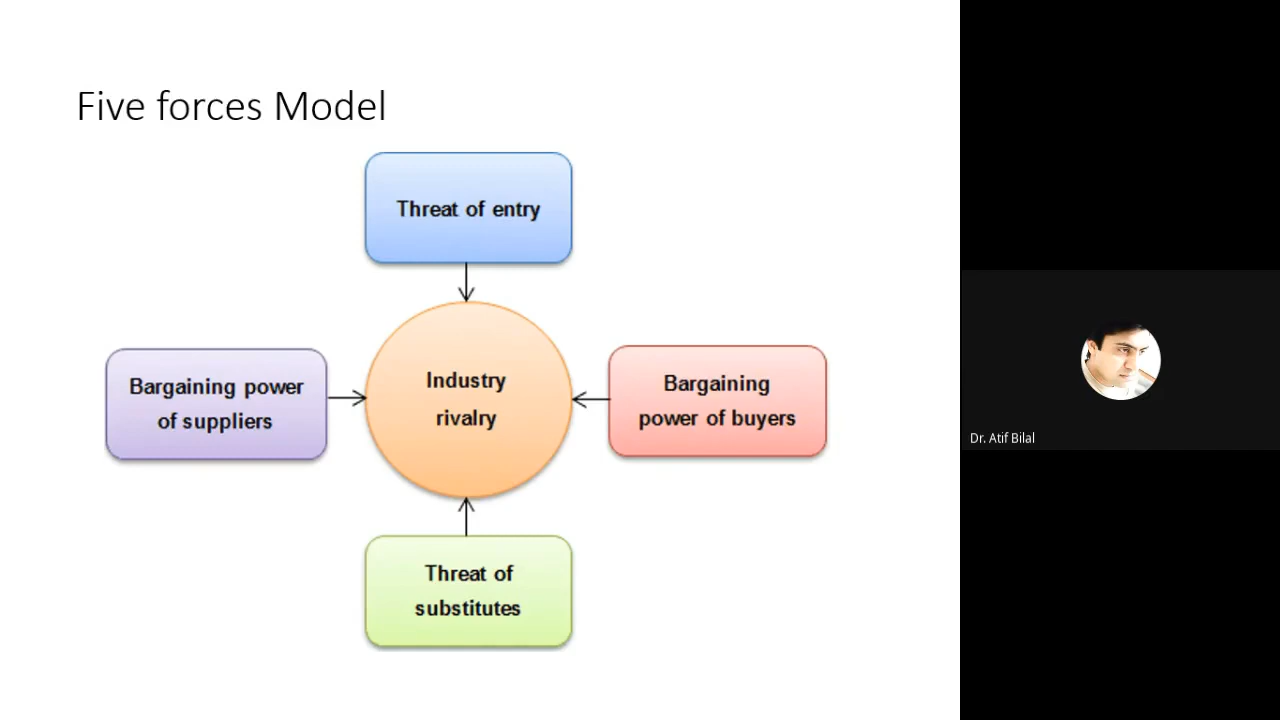 Five forces Model
Threat of entry
Bargaining power
of suppliers
Industry
rivalry
Bargaining
power of buyers
Threat of
substitutes
Dr. Atif Bilal